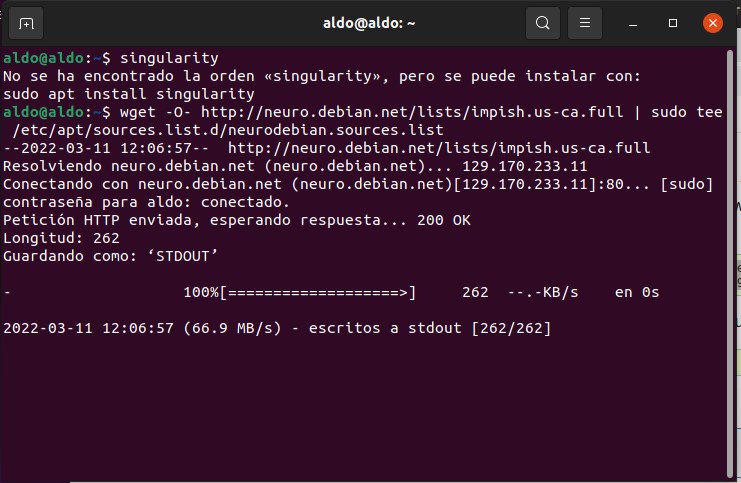 aldo@aldo: ~
aldo@aldo:~$ singularity
No se ha encontrado la orden «singularity», pero se puede instalar con:
sudo apt install singularity
aldo@aldo:~$ wget -O- http://neuro.debian.net/lists/impish.us-ca.full | sudo tee
 /etc/apt/sources.list.d/neurodebian.sources.list
--2022-03-11 12:06:57--  http://neuro.debian.net/lists/impish.us-ca.full
Resolviendo neuro.debian.net (neuro.debian.net)... 129.170.233.11
Conectando con neuro.debian.net (neuro.debian.net)[129.170.233.11]:80... [sudo]
contraseña para aldo: conectado.
Petición HTTP enviada, esperando respuesta... 200 OK
Longitud: 262
Guardando como: ‘STDOUT’
-                   100%[===================>]     262  --.-KB/s    en 0s
2022-03-11 12:06:57 (66.9 MB/s) - escritos a stdout [262/262]